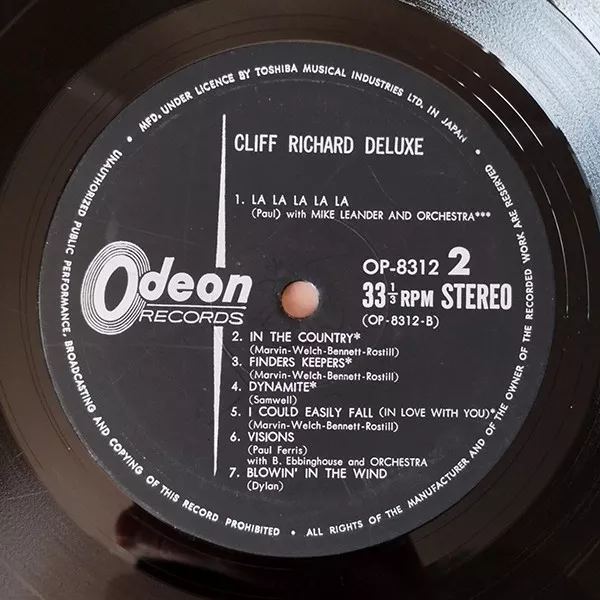 • MFD. UNDER LICENCE BY TOSHIBA MUSICAL INDUSTRIES LTD. IN JAPAN •
CLIFF RICHARD DELUXE
1. LA LA LA LA LA
(Paul) with MIKE LEANDER AND ORCHESTRA***
Odeon
RECORDS
OP-8312 2
33 1/3 RPM STEREO
(OP-8312-B)
2. IN THE COUNTRY*
(Marvin-Welch-Bennett-Rostill)
3. FINDERS KEEPERS*
(Marvin-Welch-Bennett-Rostill)
4. DYNAMITE*
(Samwell)
5. I COULD EASILY FALL (IN LOVE WITH YOU)*
(Marvin-Welch-Bennett-Rostill)
6. VISIONS
(Paul Ferris)
with B. Ebbinghouse and ORCHESTRA
7. BLOWIN' IN THE WIND
(Dylan)
UNAUTHORIZED PUBLIC PERFORMANCE, BROADCASTING AND COPYING OF THIS RECORD PROHIBITED • ALL RIGHTS OF THE MANUFACTURER AND OF THE OWNER OF THE RECORDED WORK ARE RESERVED